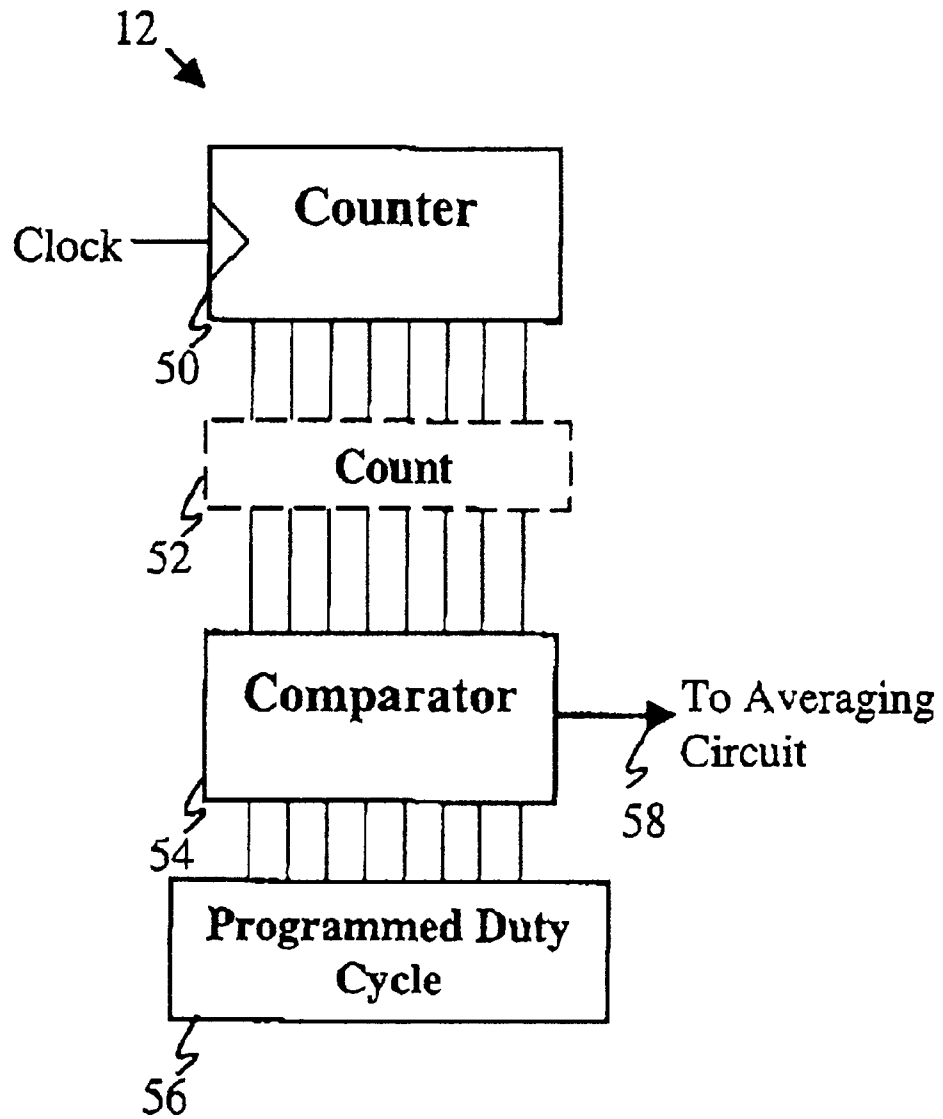 12
Counter
Clock
50
Count
52
Comparator
To Averaging
Circuit
58
54
Programmed Duty
Cycle
56